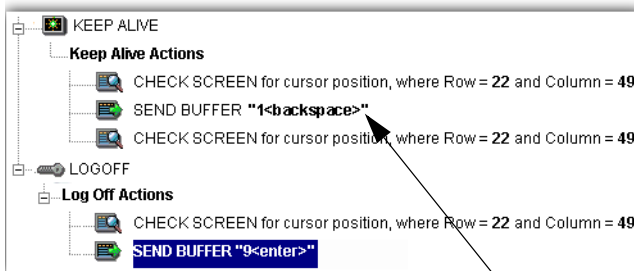 KEEP ALIVE
Keep Alive Actions
CHECK SCREEN for cursor position, where Row = 22 and Column = 49
SEND BUFFER "1<backspace>"
CHECK SCREEN for cursor position, where Row = 22 and Column = 49
LOGOFF
Log Off Actions
CHECK SCREEN for cursor position, where Row = 22 and Column = 49
SEND BUFFER "9<enter>"